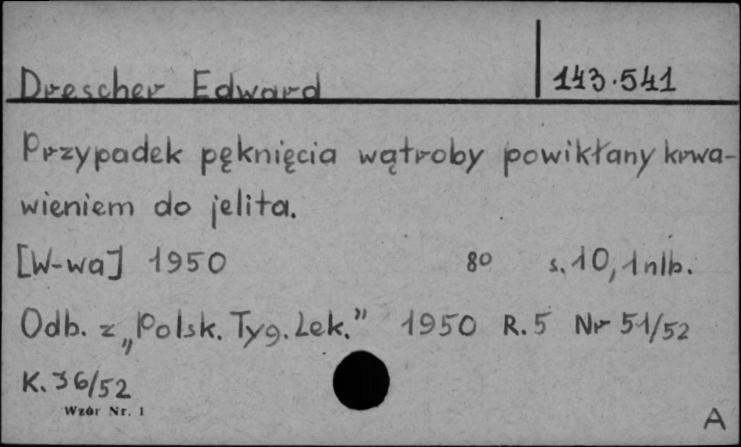 Drescher Edward 143.541
Przypadek pęknięcia wątroby powikłany krwa-
wieniem do jelita.
[W-wa] 1950 8° s. 10, 1 nlb.
Odb. z „Polsk. Tyg. Lek.” 1950 R. 5 Nr 51/52
K. 36/52
Wzór Nr. 1
A